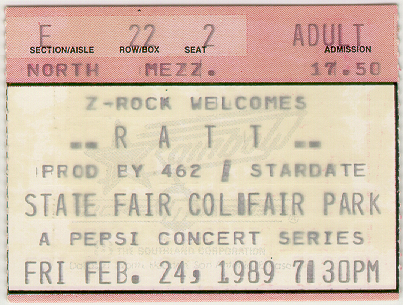 F 22 2 ADULT
SECTION/AISLE ROW/BOX SEAT ADMISSION
NORTH MEZZ. 17.50
Z-ROCK WELCOMES
.. R A T T ..
PROD BY 462 / STARDATE
STATE FAIR COL FAIR PARK
A PEPSI CONCERT SERIES
FRI FEB. 24, 1989 7:30PM